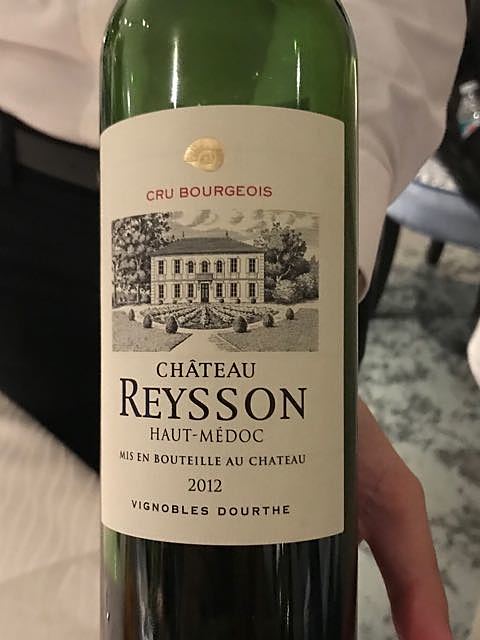 CRU BOURGEOIS
CHÂTEAU
REYSSON
HAUT-MÉDOC
MIS EN BOUTEILLE AU CHATEAU
2012
VIGNOBLES DOURTHE